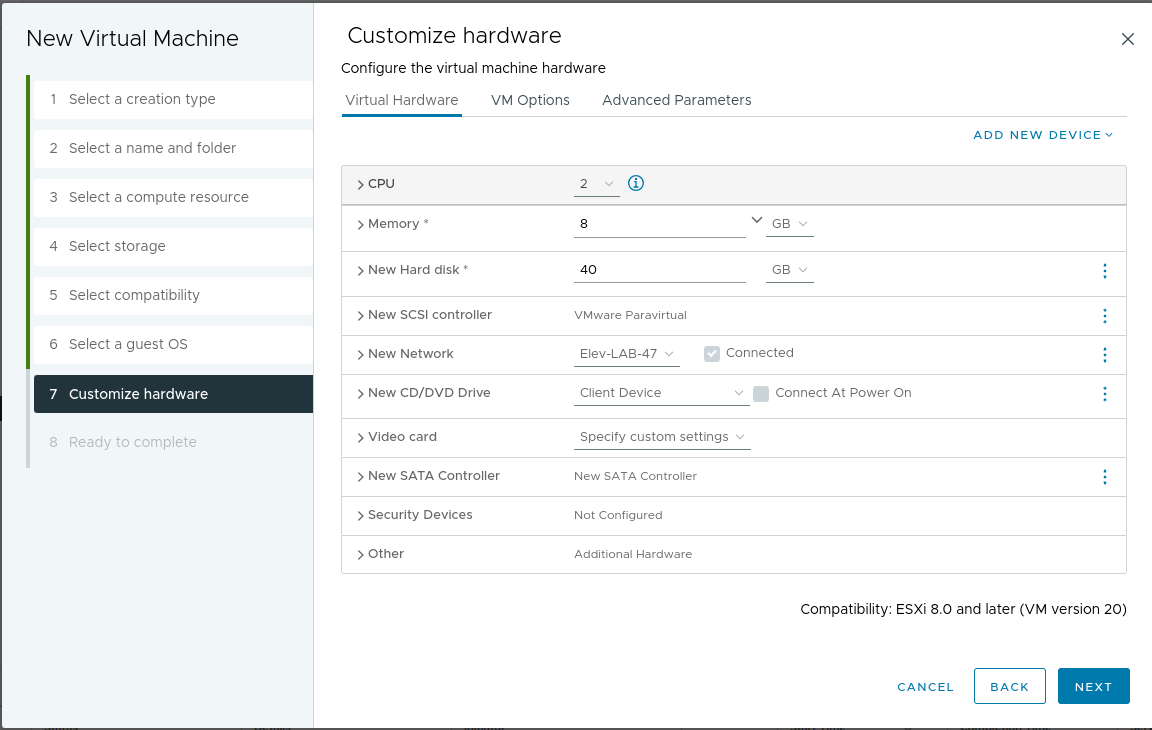 New Virtual Machine
1 Select a creation type
2 Select a name and folder
3 Select a compute resource
4 Select storage
5 Select compatibility
6 Select a guest OS
7 Customize hardware
8 Ready to complete
Customize hardware
Configure the virtual machine hardware
Virtual Hardware VM Options Advanced Parameters
ADD NEW DEVICE
CPU 2
Memory * 8 GB
New Hard disk * 40 GB
New SCSI controller VMware Paravirtual
New Network Elev-LAB-47 Connected
New CD/DVD Drive Client Device Connect At Power On
Video card Specify custom settings
New SATA Controller New SATA Controller
Security Devices Not Configured
Other Additional Hardware
Compatibility: ESXi 8.0 and later (VM version 20)
CANCEL BACK NEXT